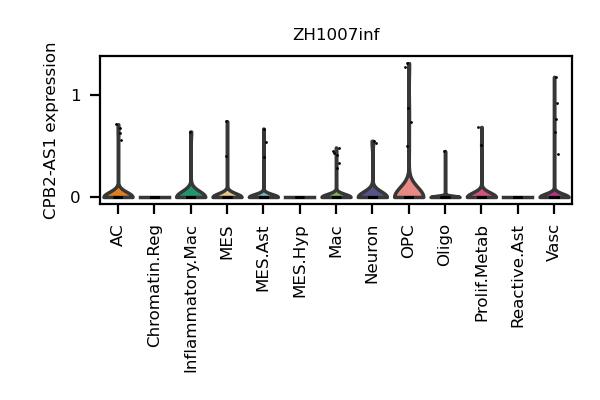 ZH1007inf
CPB2-AS1 expression
1
0
AC
Chromatin.Reg
Inflammatory.Mac
MES
MES.Ast
MES.Hyp
Mac
Neuron
OPC
Oligo
Prolif.Metab
Reactive.Ast
Vasc